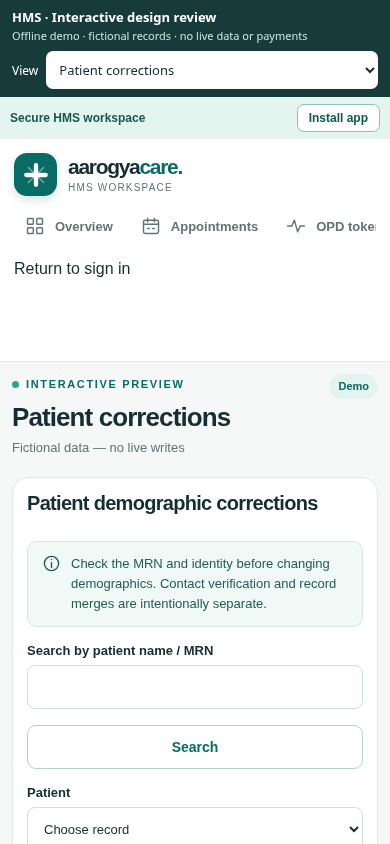 HMS · Interactive design review
Offline demo · fictional records · no live data or payments
View
Patient corrections
Secure HMS workspace
Install app
aarogyacare.
HMS WORKSPACE
Overview
Appointments
OPD token
Return to sign in
INTERACTIVE PREVIEW
Demo
Patient corrections
Fictional data — no live writes
Patient demographic corrections
Check the MRN and identity before changing
demographics. Contact verification and record
merges are intentionally separate.
Search by patient name / MRN
Search
Patient
Choose record